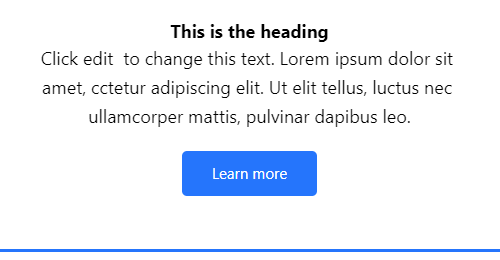 This is the heading
Click edit  to change this text. Lorem ipsum dolor sit
amet, cctetur adipiscing elit. Ut elit tellus, luctus nec
ullamcorper mattis, pulvinar dapibus leo.
Learn more